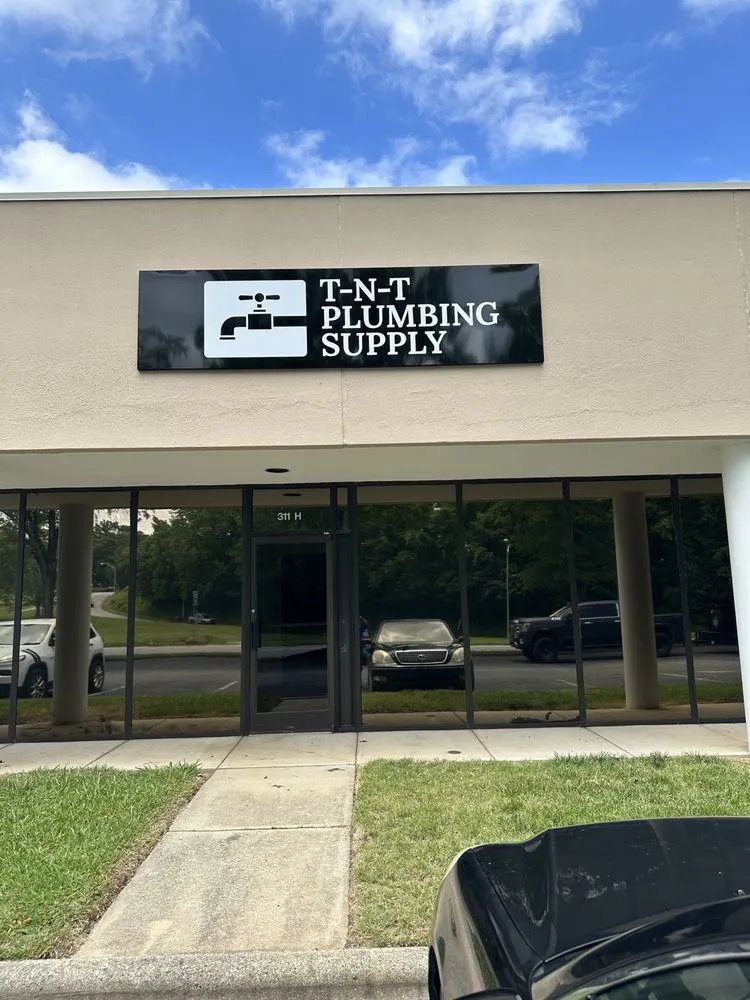 T-N-T
PLUMBING
SUPPLY
311 H